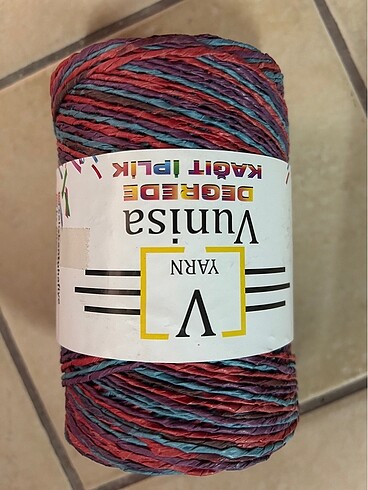 V
YARN
Vunisa
DEGREDE
KAĞIT İPLİK